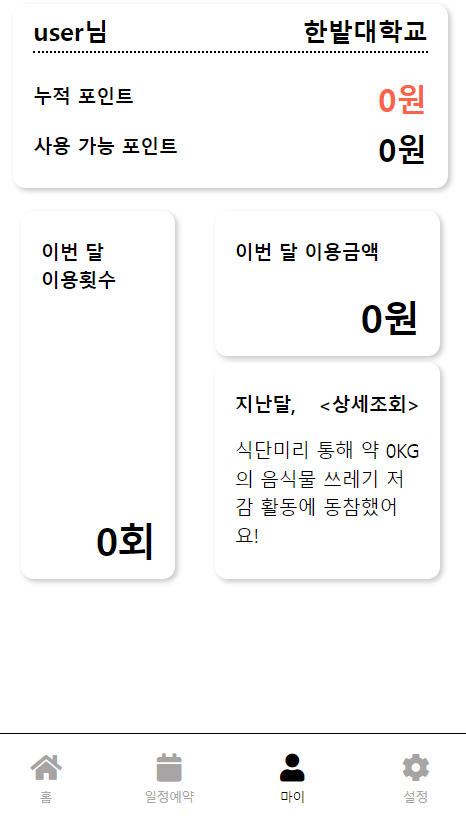 user님 한밭대학교
누적 포인트 0원
사용 가능 포인트 0원
이번 달
이용횟수
0회
이번 달 이용금액
0원
지난달, <상세조회>
식단미리 통해 약 0KG
의 음식물 쓰레기 저
감 활동에 동참했어
요!
홈 일정예약 마이 설정